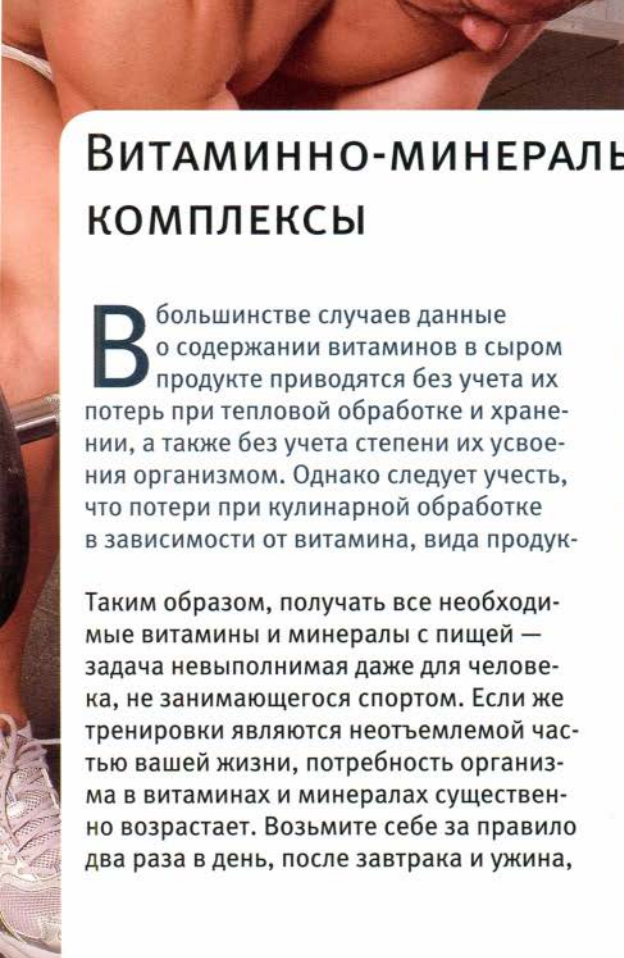 Витаминно-минераль
комплексы
В большинстве случаев данные
о содержании витаминов в сыром
продукте приводятся без учета их
потерь при тепловой обработке и хране-
нии, а также без учета степени их усвое-
ния организмом. Однако следует учесть,
что потери при кулинарной обработке
в зависимости от витамина, вида продук-
Таким образом, получать все необходи-
мые витамины и минералы с пищей —
задача невыполнимая даже для челове-
ка, не занимающегося спортом. Если же
тренировки являются неотъемлемой час-
тью вашей жизни, потребность организ-
ма в витаминах и минералах существен-
но возрастает. Возьмите себе за правило
два раза в день, после завтрака и ужина,